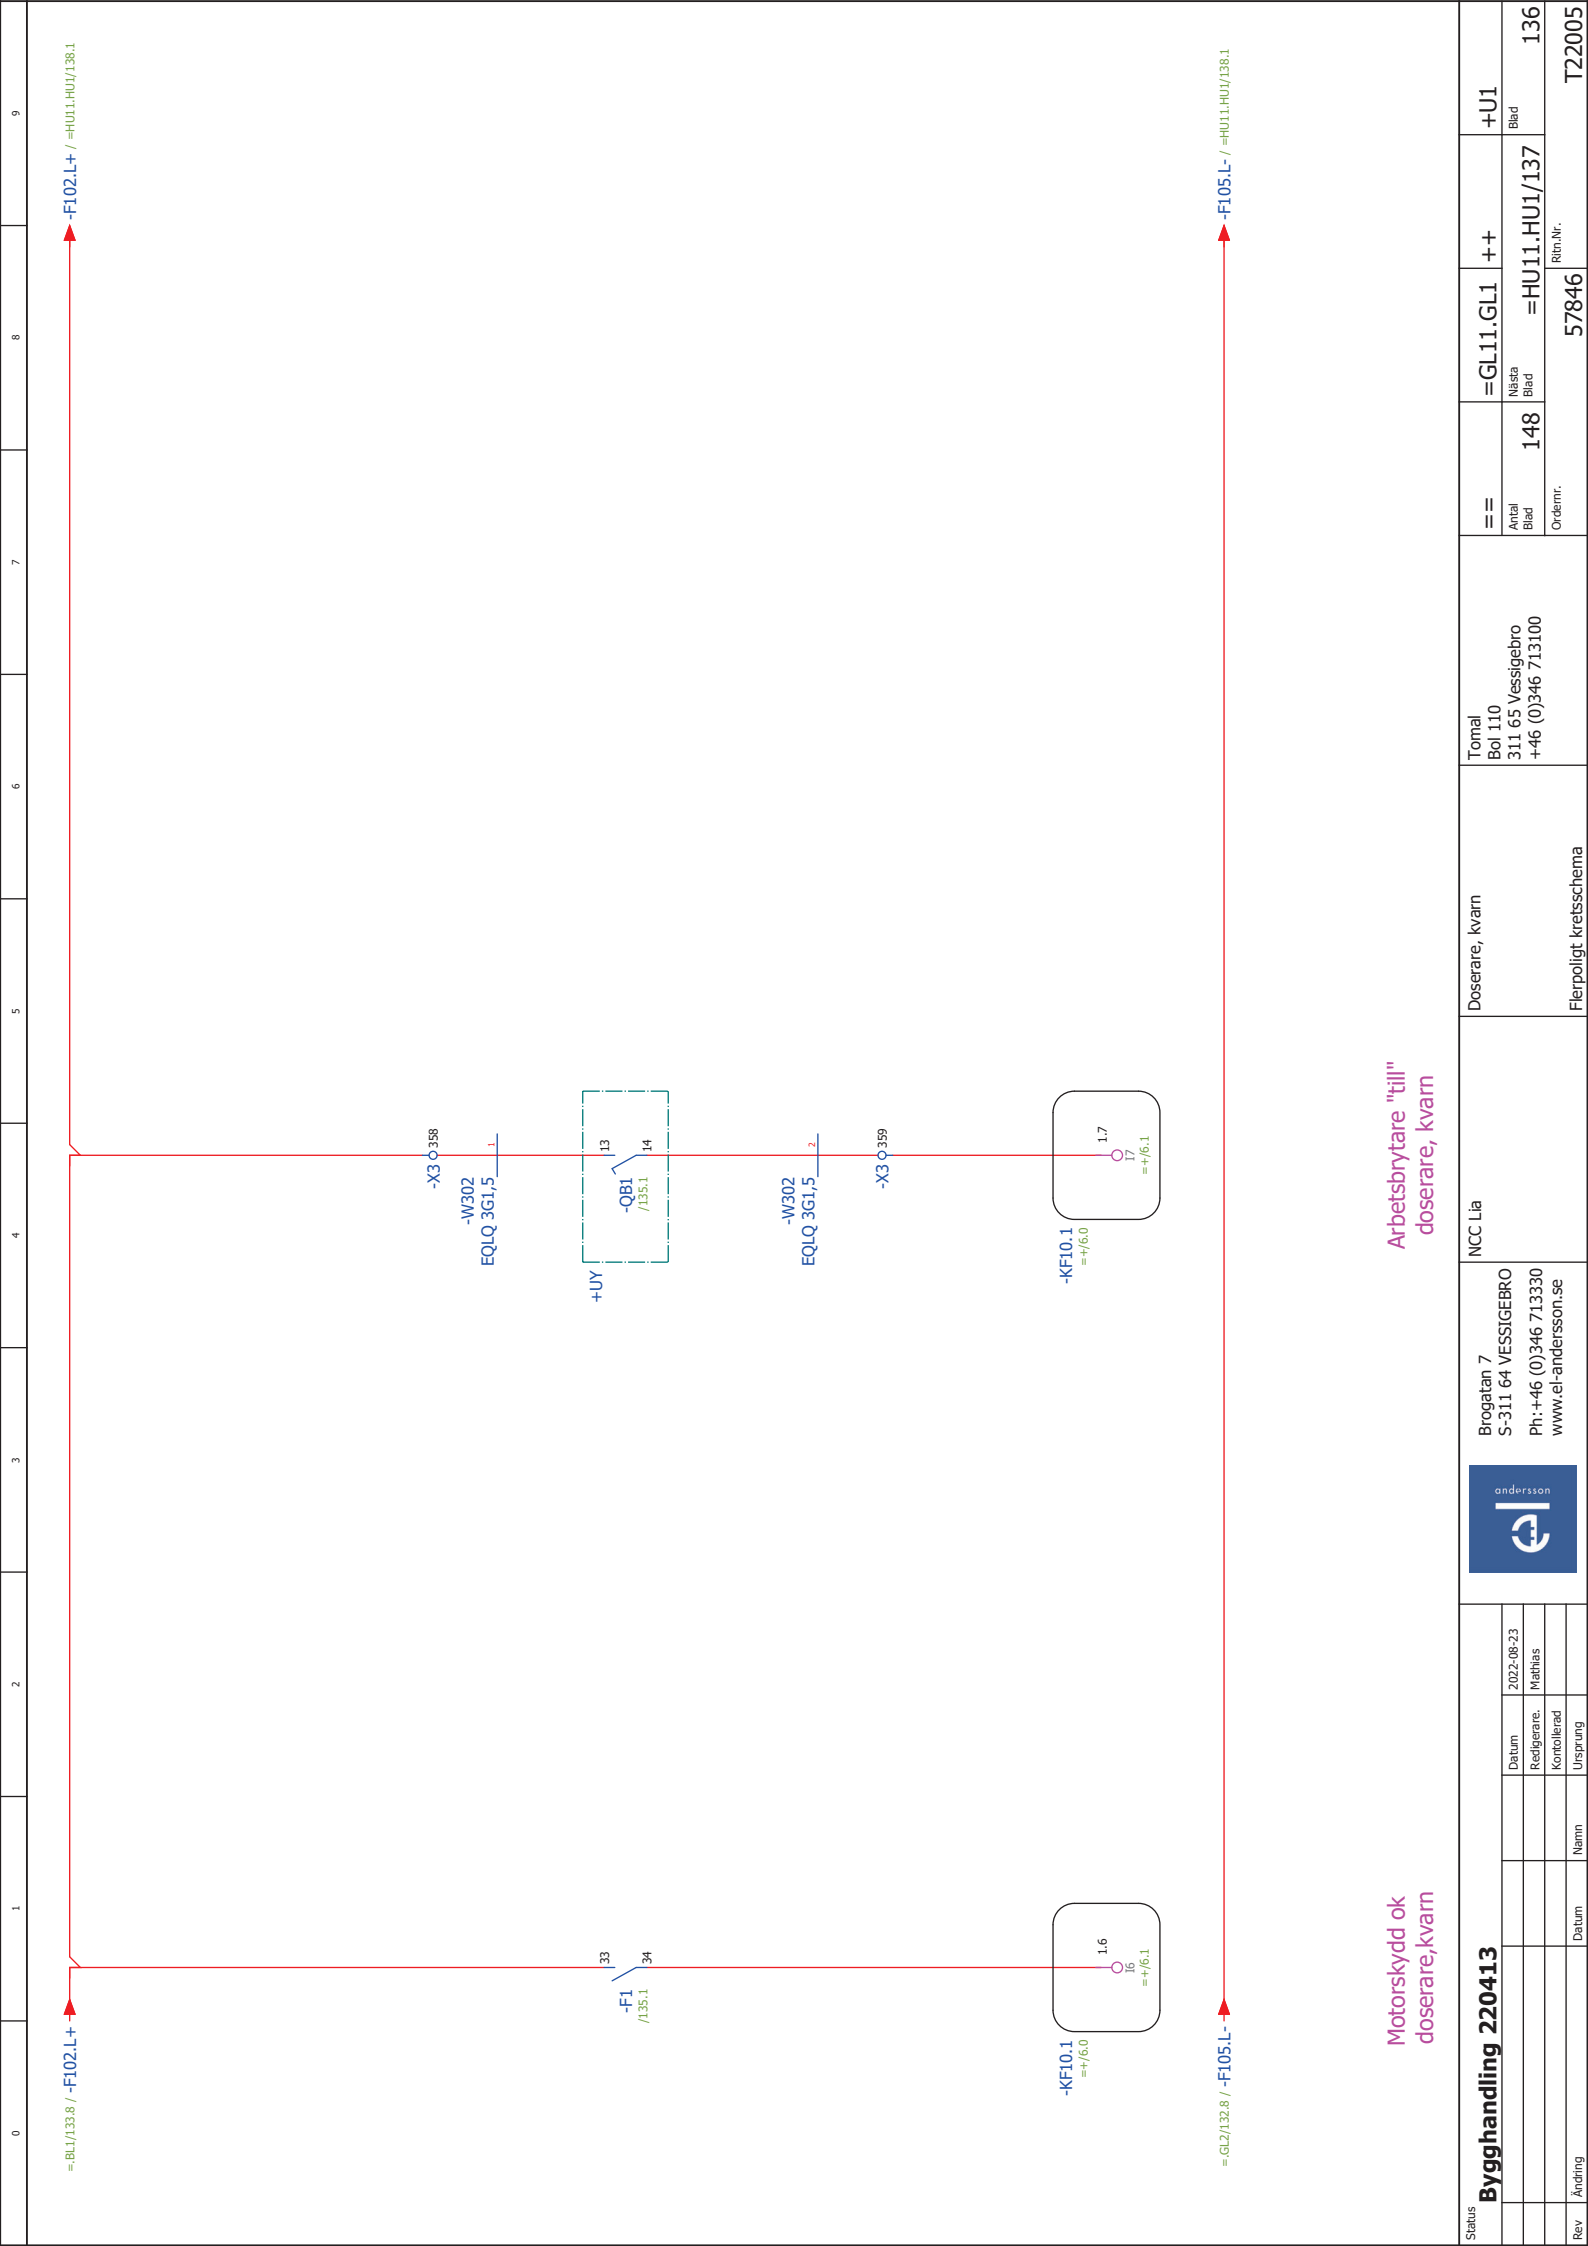 0 1 2 3 4 5 6 7 8 9
=.BL1/133.8 / -F102.L+
-F102.L+ / =HU11.HU1/138.1
-F1
/135.1
33
34
-KF10.1
=+/6.0
1.6
I6
=+/6.1
-X3
358
-W302
EQLQ 3G1,5
1
+UY
-QB1
/135.1
13
14
-W302
EQLQ 3G1,5
2
-X3
359
-KF10.1
=+/6.0
1.7
I7
=+/6.1
=.GL2/132.8 / -F105.L-
-F105.L- / =HU11.HU1/138.1
Motorskydd ok
doserare,kvarn
Arbetsbrytare "till"
doserare, kvarn
Status
Bygghandling 220413
Rev
Ändring
Datum
Namn
Datum
2022-08-23
Redigerare.
Mathias
Kontollerad
Ursprung
el
andersson
Brogatan 7
S-311 64 VESSIGEBRO
Ph:+46 (0)346 713330
www.el-andersson.se
NCC Lia
Doserare, kvarn
Flerpoligt kretsschema
Tomal
Bol 110
311 65 Vessigebro
+46 (0)346 713100
==
=GL11.GL1
++
+U1
Antal
Blad
148
Nästa
Blad
=HU11.HU1/137
Blad
136
Ordernr.
57846
Ritn.Nr.
T22005